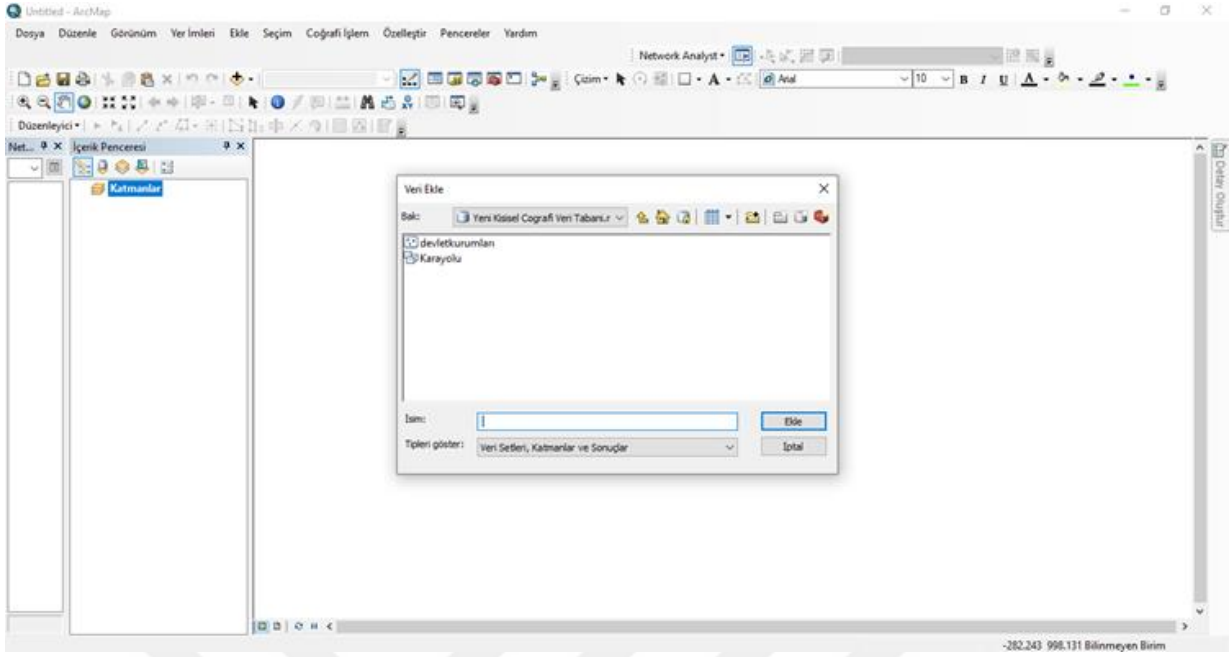 Untitled - ArcMap
Dosya Düzenle Görünüm Yer İmleri Ekle Seçim Coğrafi İşlem Özelleştir Pencereler Yardım
Network Analyst
Çizim A Arial 10 B I U A
Düzenleyici
Net... İçerik Penceresi
Katmanlar
Detay Oluştur
Veri Ekle
Bak: Yeni Kisisel Cografi Veri Tabanı.r
devletkurumları
Karayolu
İsim:
Ekle
Tipleri göster: Veri Setleri, Katmanlar ve Sonuçlar
İptal
-282.243 998.131 Bilinmeyen Birim